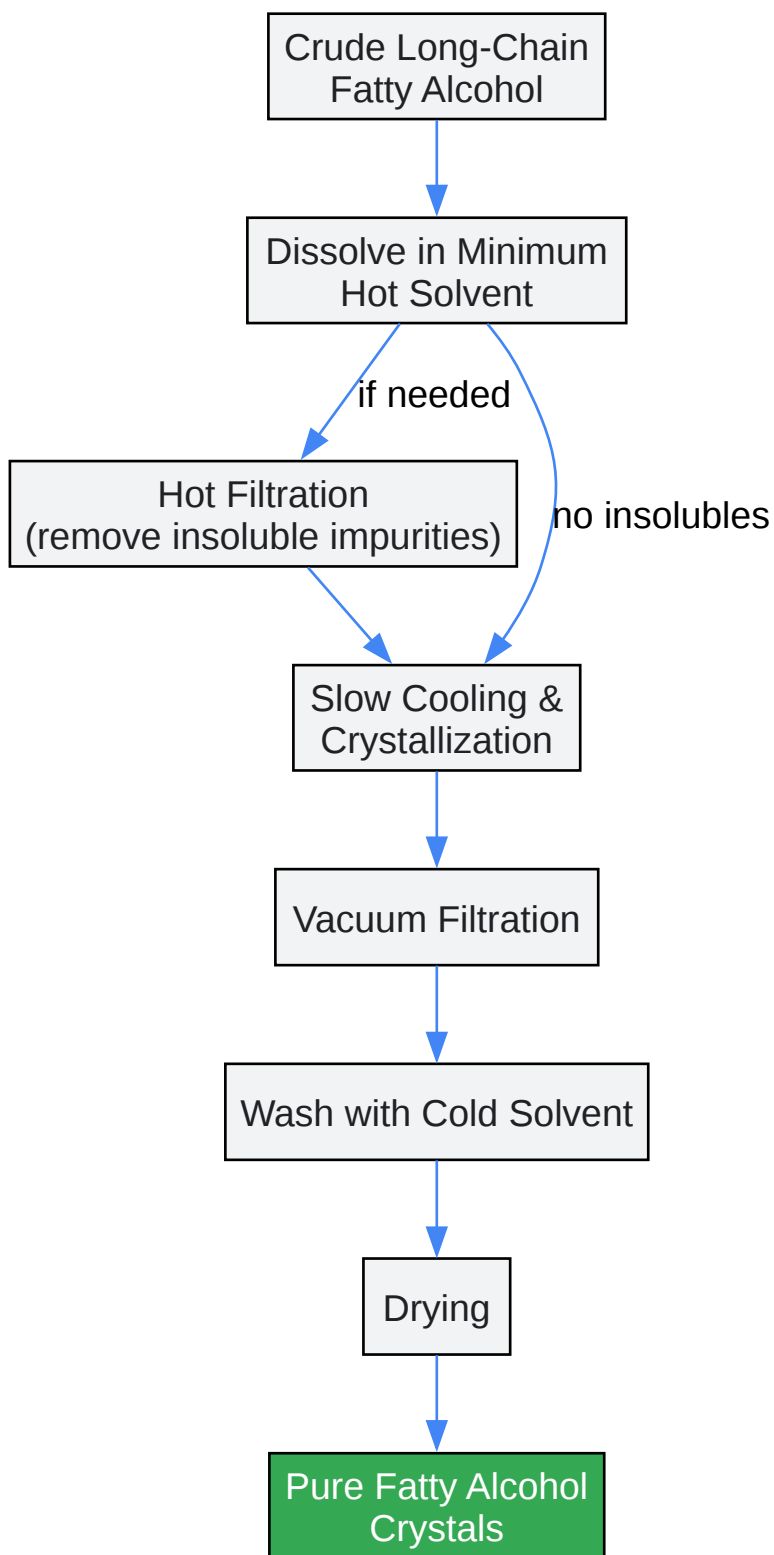 Crude Long-Chain
Fatty Alcohol
Dissolve in Minimum
Hot Solvent
if needed
Hot Filtration
(remove insoluble impurities)
no insolubles
Slow Cooling &
Crystallization
Vacuum Filtration
Wash with Cold Solvent
Drying
Pure Fatty Alcohol
Crystals